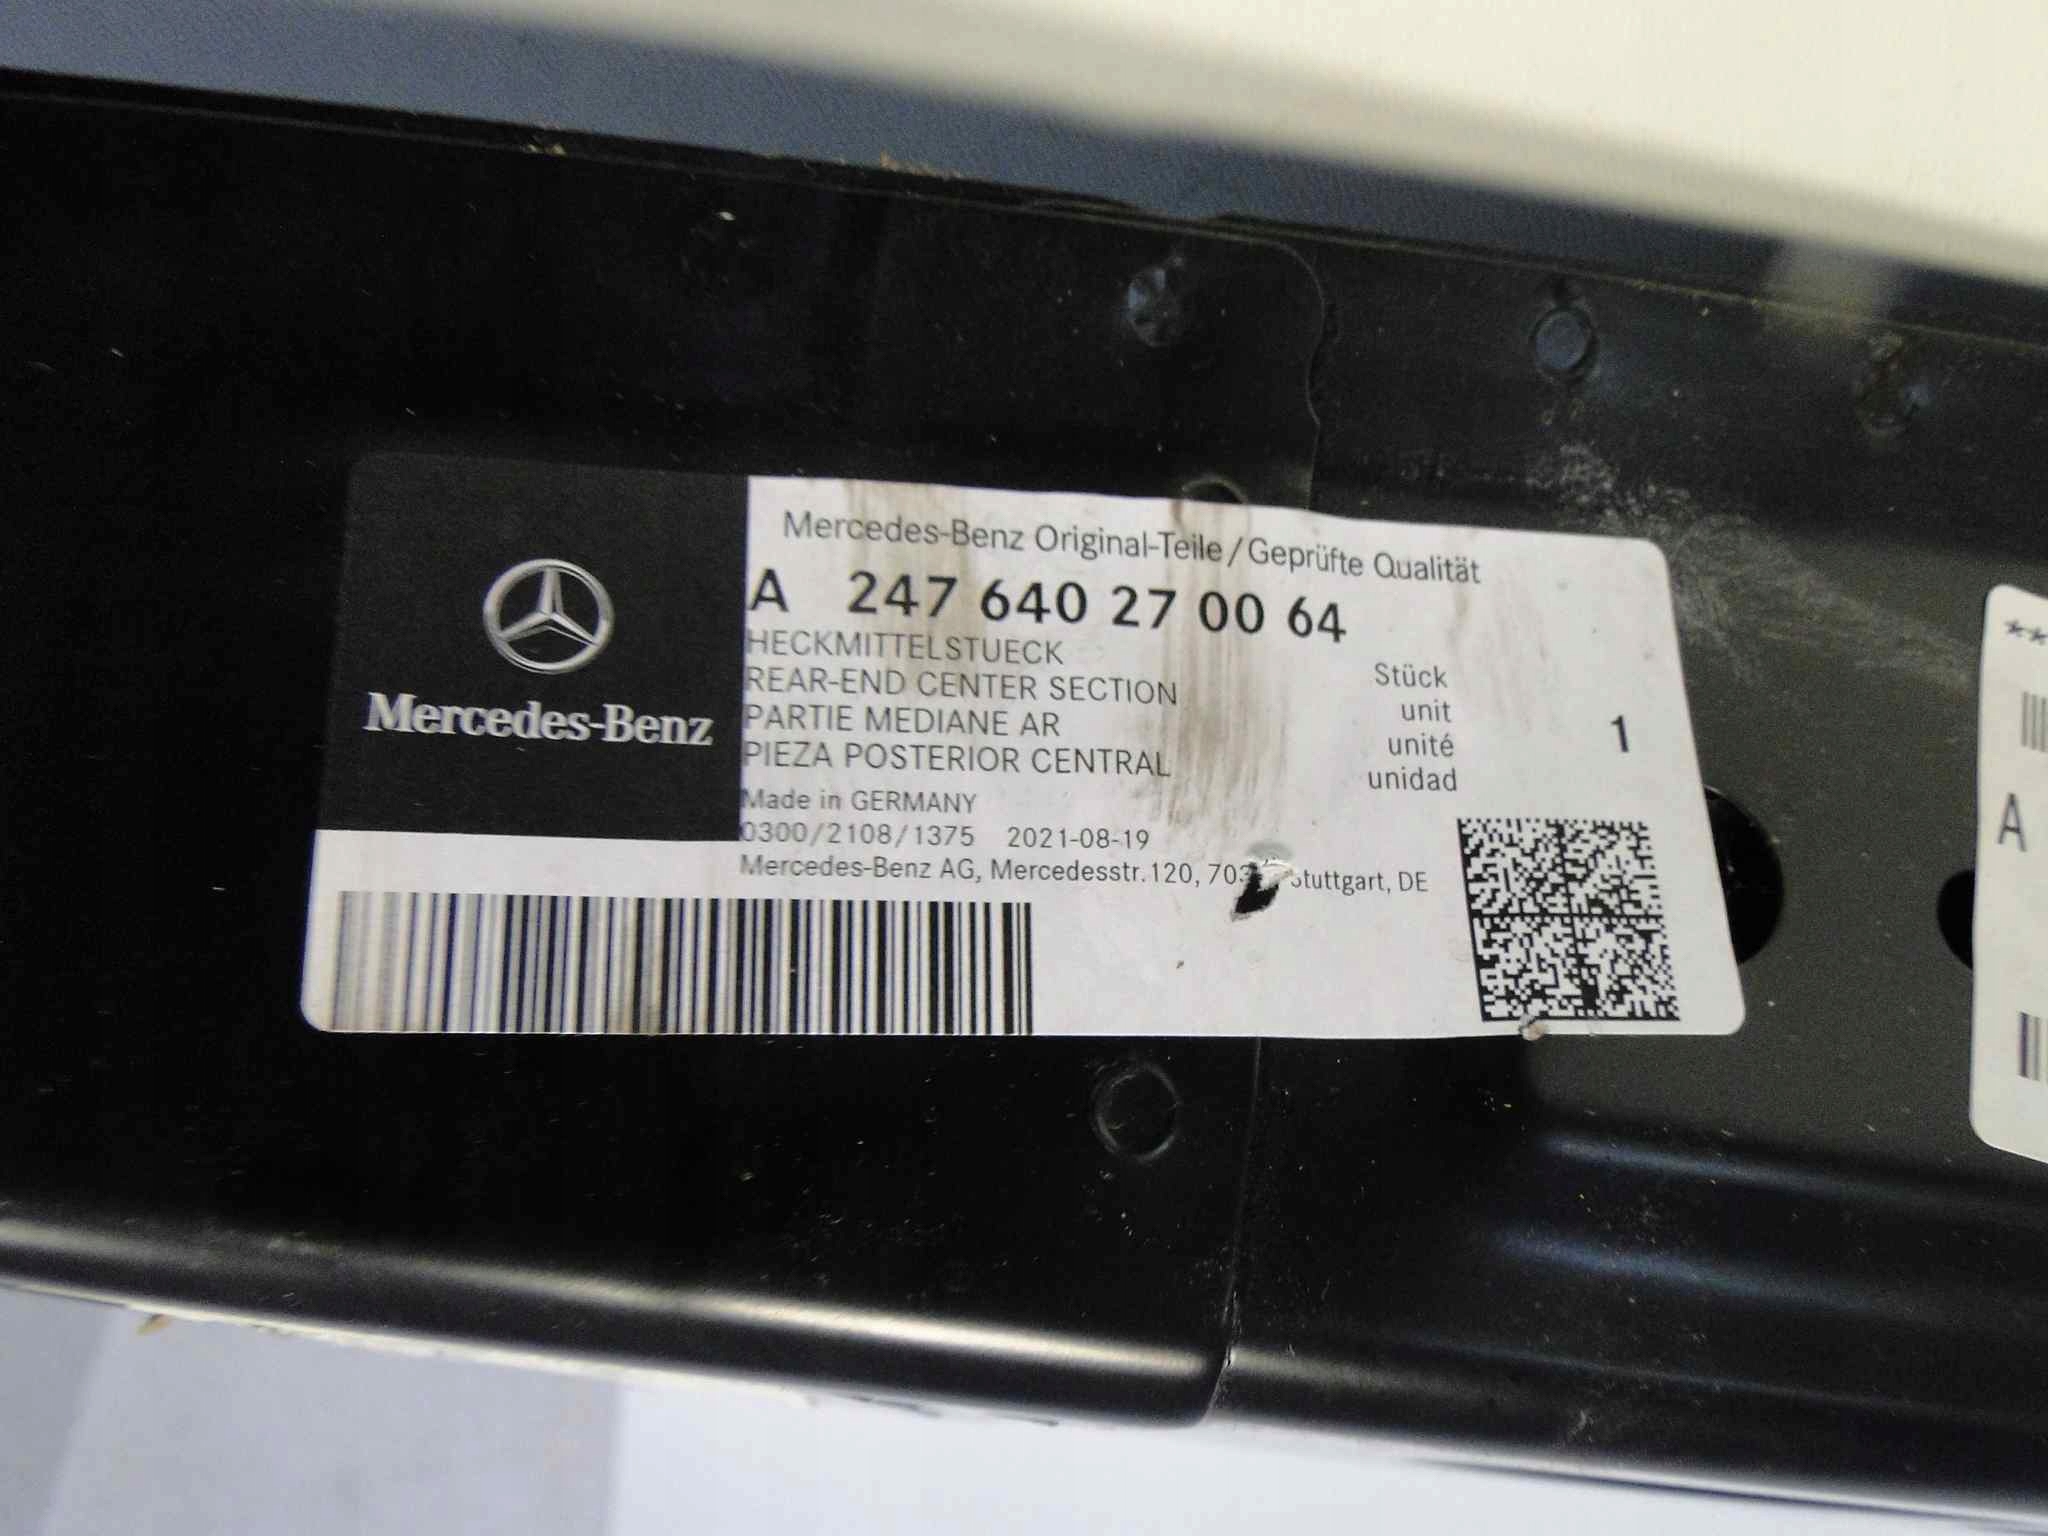 Mercedes-Benz
Mercedes-Benz Original-Teile / Geprüfte Qualität
A 247 640 27 00 64
HECKMITTELSTUECK
REAR-END CENTER SECTION
PARTIE MEDIANE AR
PIEZA POSTERIOR CENTRAL
Stück
unit
unité
unidad
1
Made in GERMANY
0300/2108/1375 2021-08-19
Mercedes-Benz AG, Mercedesstr. 120, Stuttgart, DE
**
A